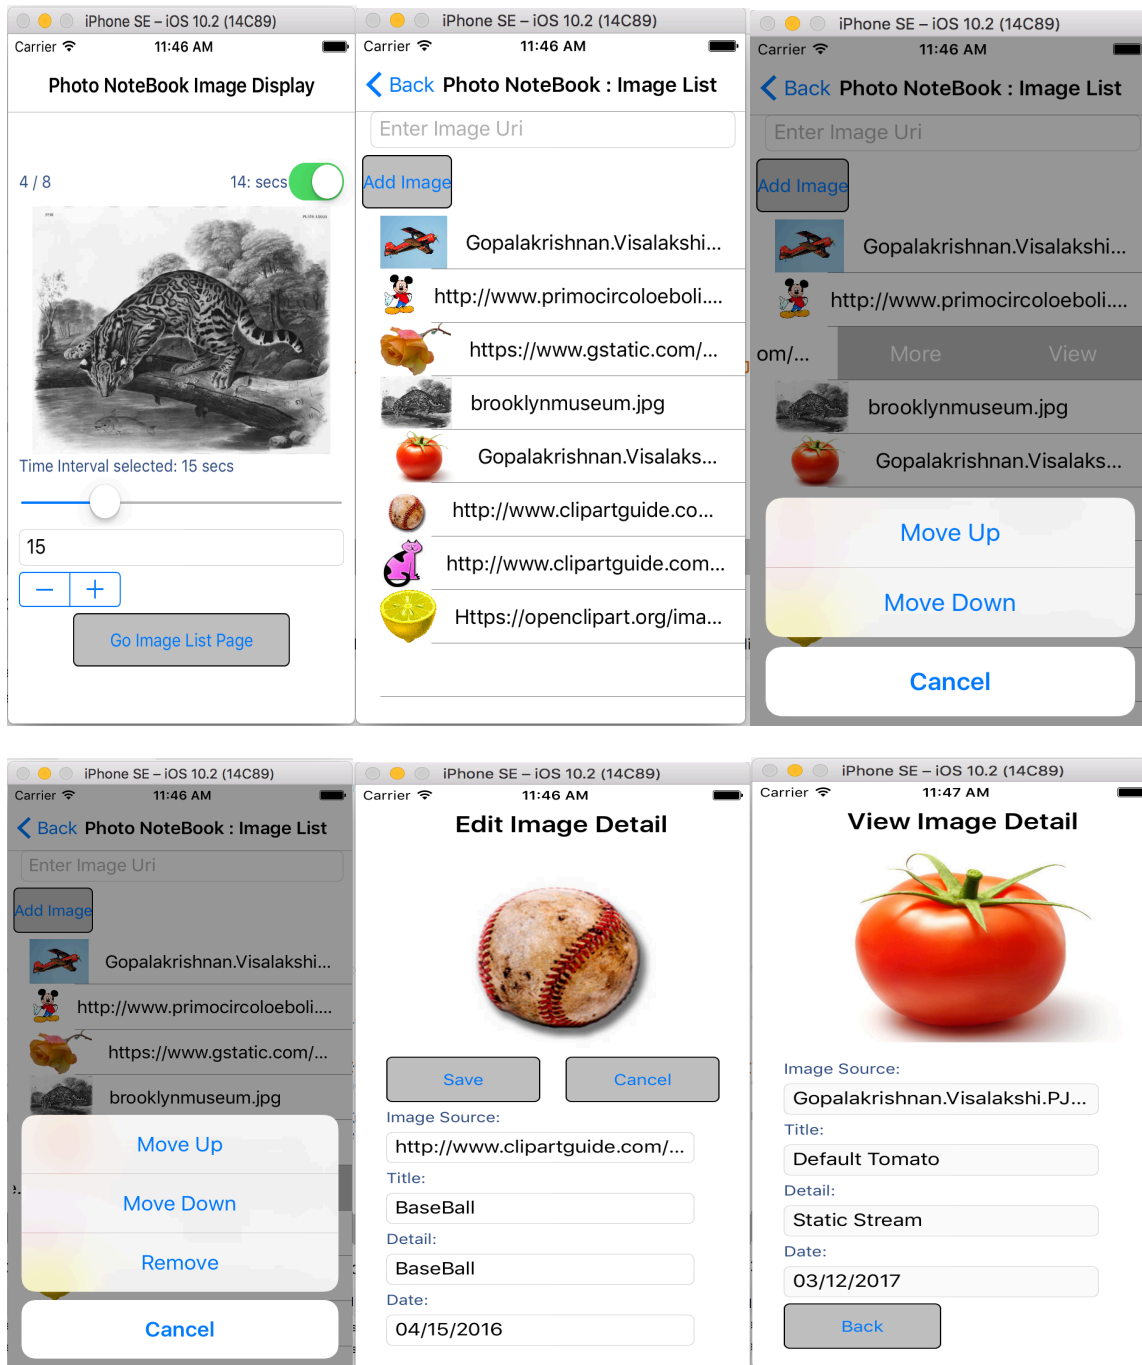 iPhone SE – iOS 10.2 (14C89)
Carrier 11:46 AM
Photo NoteBook Image Display
4 / 8 14: secs
Time Interval selected: 15 secs
15
− +
Go Image List Page
iPhone SE – iOS 10.2 (14C89)
Carrier 11:46 AM
Back Photo NoteBook : Image List
Enter Image Uri
Add Image
Gopalakrishnan.Visalakshi...
http://www.primocircoloeboli....
https://www.gstatic.com/...
brooklynmuseum.jpg
Gopalakrishnan.Visalaks...
http://www.clipartguide.co...
http://www.clipartguide.com...
Https://openclipart.org/ima...
iPhone SE – iOS 10.2 (14C89)
Carrier 11:46 AM
Back Photo NoteBook : Image List
Enter Image Uri
Add Image
Gopalakrishnan.Visalakshi...
http://www.primocircoloeboli....
om/... More View
brooklynmuseum.jpg
Gopalakrishnan.Visalaks...
Move Up
Move Down
Cancel
iPhone SE – iOS 10.2 (14C89)
Carrier 11:46 AM
Back Photo NoteBook : Image List
Enter Image Uri
Add Image
Gopalakrishnan.Visalakshi...
http://www.primocircoloeboli....
https://www.gstatic.com/...
brooklynmuseum.jpg
Move Up
Move Down
Remove
Cancel
iPhone SE – iOS 10.2 (14C89)
Carrier 11:46 AM
Edit Image Detail
Save Cancel
Image Source:
http://www.clipartguide.com/...
Title:
BaseBall
Detail:
BaseBall
Date:
04/15/2016
iPhone SE – iOS 10.2 (14C89)
Carrier 11:47 AM
View Image Detail
Image Source:
Gopalakrishnan.Visalakshi.PJ...
Title:
Default Tomato
Detail:
Static Stream
Date:
03/12/2017
Back